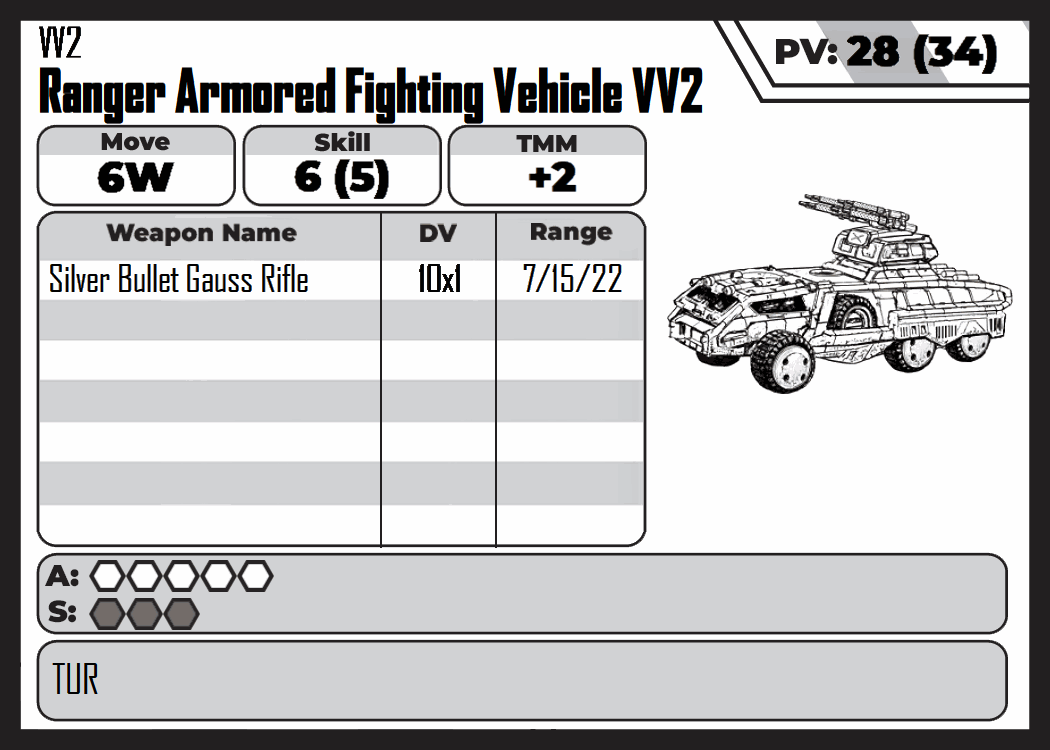 VV2
PV: 28 (34)
Ranger Armored Fighting Vehicle VV2
Move
6W
Skill
6 (5)
TMM
+2
Weapon Name DV Range
Silver Bullet Gauss Rifle 10x1 7/15/22
A:
S:
TUR